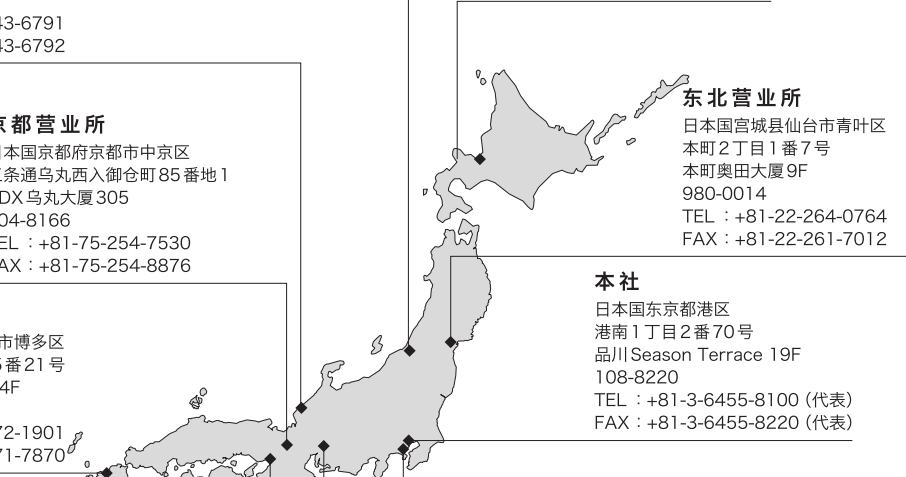 43-6791
43-6792
京都营业所
日本国京都府京都市中京区
三条通乌丸西入御仓町85番地1
DX乌丸大厦305
04-8166
EL：+81-75-254-7530
AX：+81-75-254-8876
市博多区
5番21号
4F
72-1901
71-7870
东北营业所
日本国宫城县仙台市青叶区
本町2丁目1番7号
本町奥田大厦9F
980-0014
TEL：+81-22-264-0764
FAX：+81-22-261-7012
本社
日本国东京都港区
港南1丁目2番70号
品川Season Terrace 19F
108-8220
TEL：+81-3-6455-8100（代表）
FAX：+81-3-6455-8220（代表）